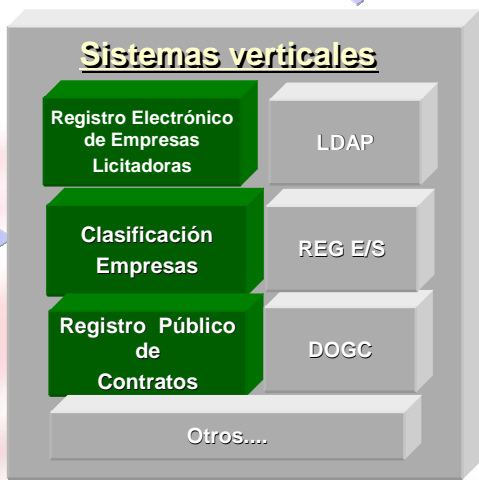 Sistemas verticales
Registro Electrónico
de Empresas
Licitadoras
LDAP
Clasificación
Empresas
REG E/S
Registro Público
de
Contratos
DOGC
Otros....